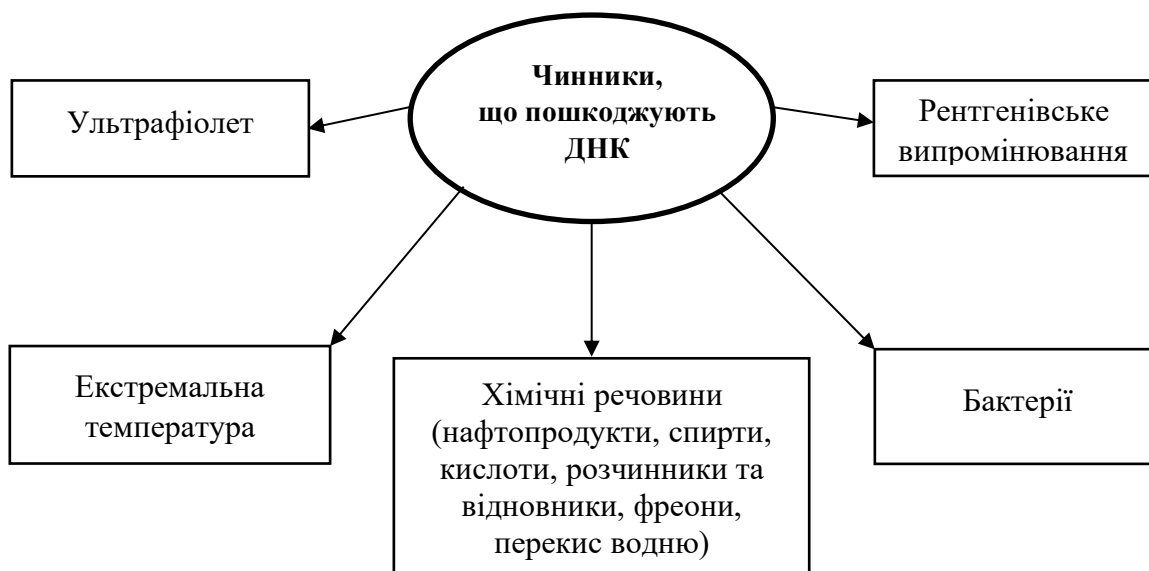 Чинники,
що пошкоджують
ДНК
Ультрафіолет
Рентгенівське
випромінювання
Екстремальна
температура
Хімічні речовини
(нафтопродукти, спирти,
кислоти, розчинники та
відновники, фреони,
перекис водню)
Бактерії